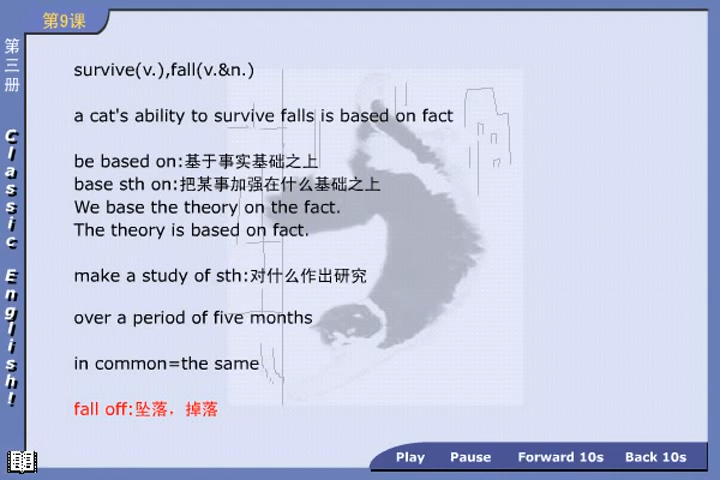 第9课
第三册
Classic English!
survive(v.),fall(v.&n.)
a cat's ability to survive falls is based on fact
be based on:基于事实基础之上
base sth on:把某事加强在什么基础之上
We base the theory on the fact.
The theory is based on fact.
make a study of sth:对什么作出研究
over a period of five months
in common=the same
fall off:坠落，掉落
Play Pause Forward 10s Back 10s